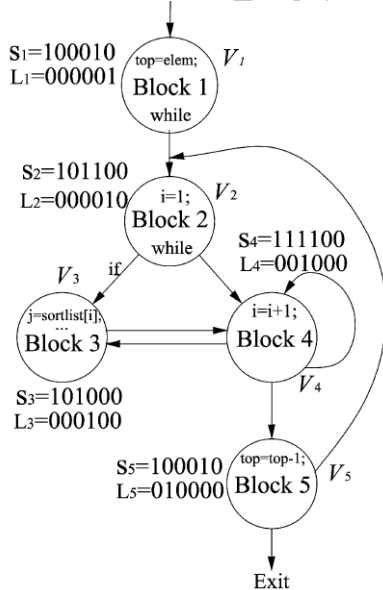 S1=100010
L1=000001
top=elem;
Block 1
while
V1
S2=101100
L2=000010
i=1;
Block 2
while
V2
if
V3
j=sortlist[i];
...
Block 3
S3=101000
L3=000100
S4=111100
L4=001000
i=i+1;
Block 4
V4
S5=100010
L5=010000
top=top-1;
Block 5
V5
Exit